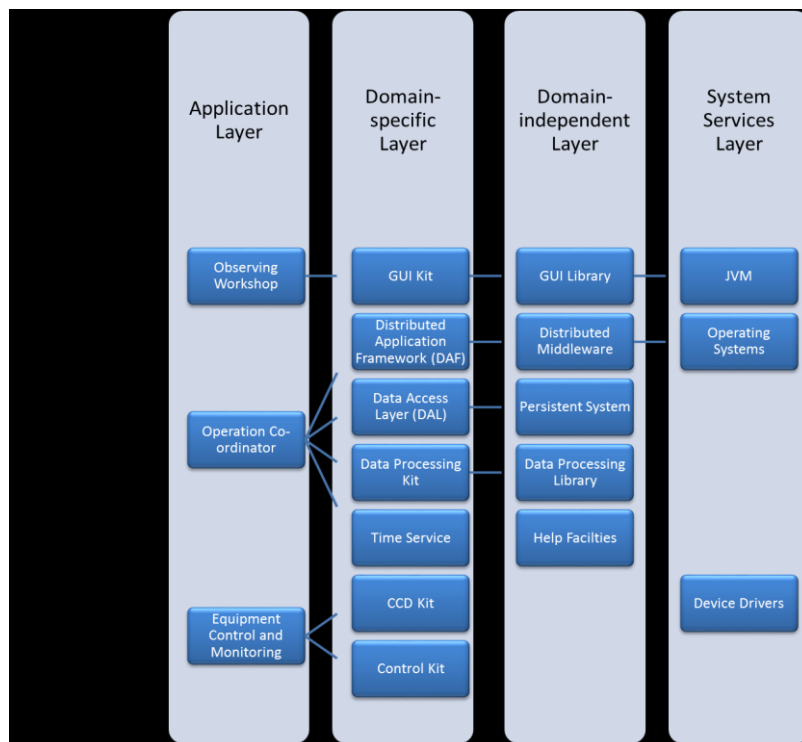 Application
Layer
Domain-
specific
Layer
Domain-
independent
Layer
System
Services
Layer
Observing
Workshop
GUI Kit
GUI Library
JVM
Distributed
Application
Framework (DAF)
Distributed
Middleware
Operating
Systems
Operation Co-
ordinator
Data Access
Layer (DAL)
Persistent System
Data Processing
Kit
Data Processing
Library
Time Service
Help Facilties
Equipment
Control and
Monitoring
CCD Kit
Device Drivers
Control Kit